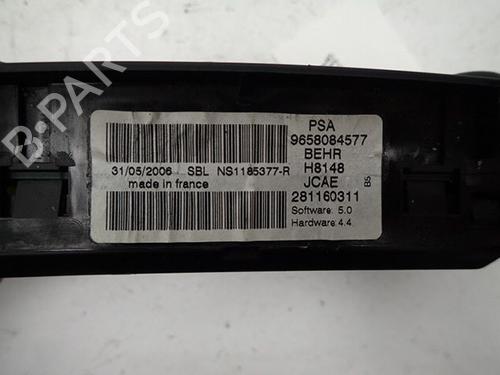 B-PARTS
31/05/2006 SBL NS1185377-R
made in france
PSA
9658084577
BEHR
H8148
JCAE
B5
281160311
Software: 5.0
Hardware: 4.4